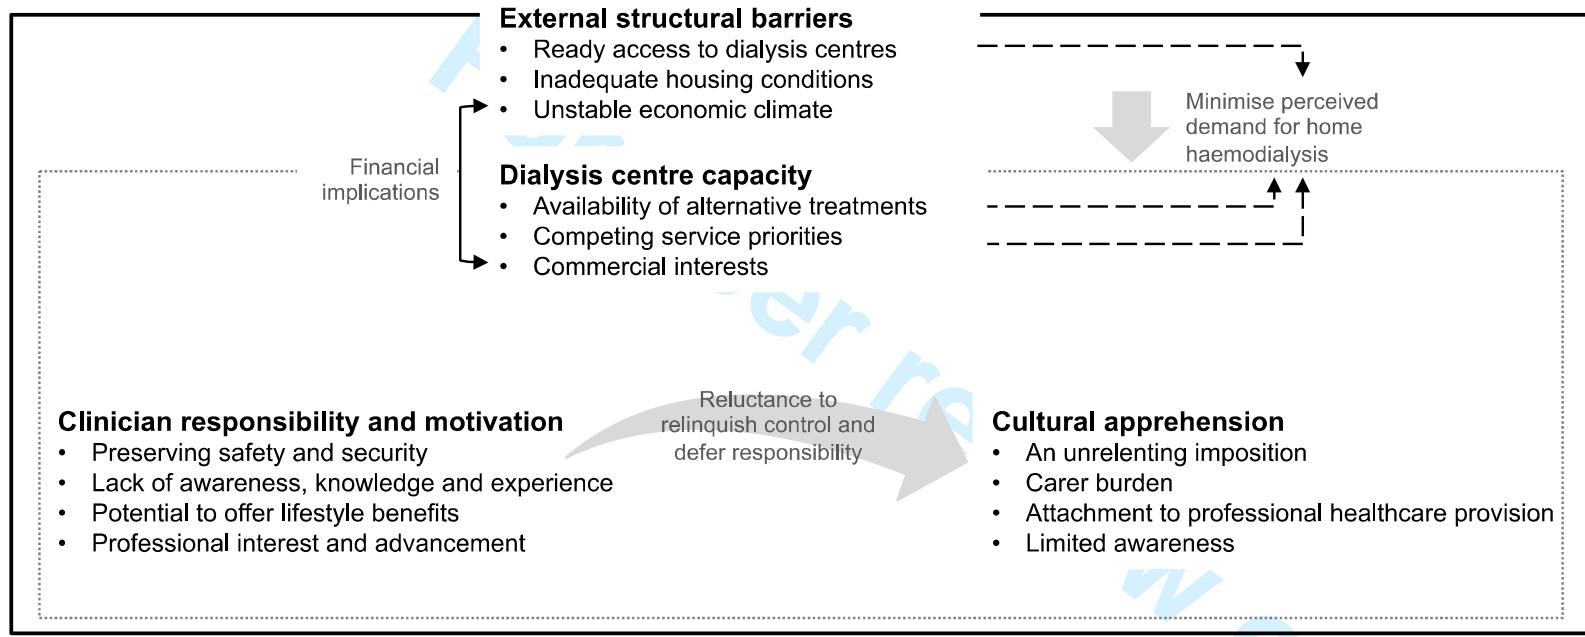 External structural barriers
• Ready access to dialysis centres
• Inadequate housing conditions
• Unstable economic climate
Minimise perceived
demand for home
haemodialysis
Financial
implications
Dialysis centre capacity
• Availability of alternative treatments
• Competing service priorities
• Commercial interests
Reluctance to
relinquish control and
defer responsibility
Clinician responsibility and motivation
• Preserving safety and security
• Lack of awareness, knowledge and experience
• Potential to offer lifestyle benefits
• Professional interest and advancement
Cultural apprehension
• An unrelenting imposition
• Carer burden
• Attachment to professional healthcare provision
• Limited awareness